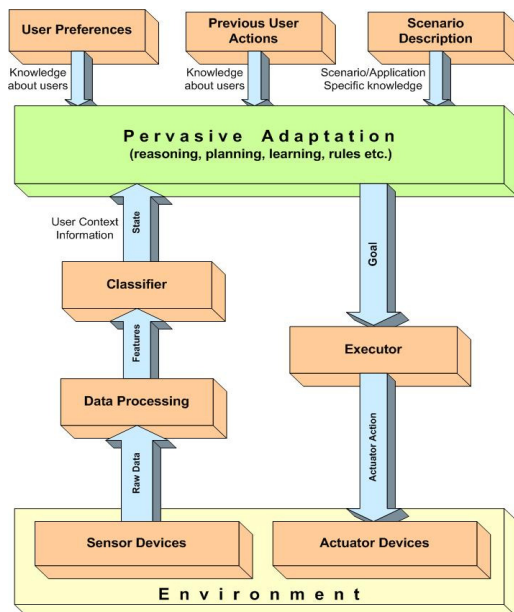 User Preferences
Previous User
Actions
Scenario
Description
Knowledge
about users
Knowledge
about users
Scenario/Application
Specific knowledge
Pervasive Adaptation
(reasoning, planning, learning, rules etc.)
User Context
Information
State
Goal
Classifier
Features
Executor
Data Processing
Raw Data
Actuator Action
Sensor Devices
Actuator Devices
Environment